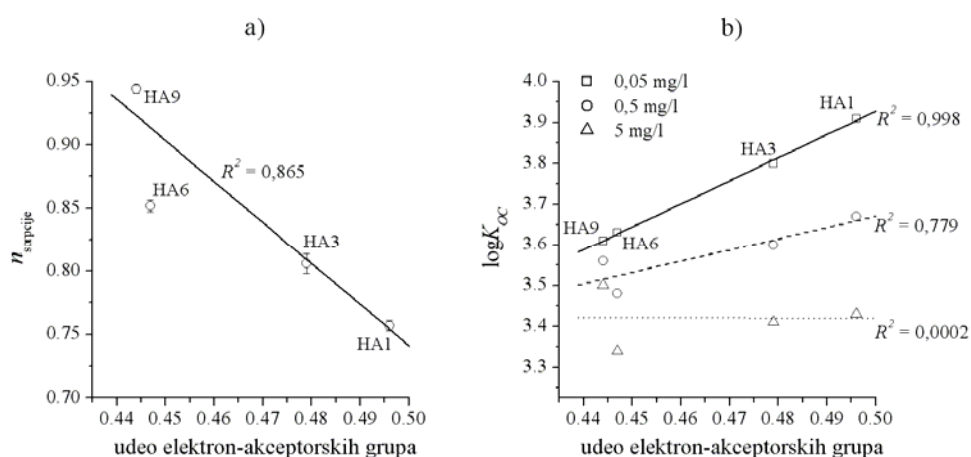 a)
0.95
0.90
0.85
0.80
0.75
0.70
n sorpcije
HA9
HA6
R² = 0,865
HA3
HA1
0.44 0.45 0.46 0.47 0.48 0.49 0.50
udeo elektron-akceptorskih grupa
b)
4.0
3.9
3.8
3.7
3.6
3.5
3.4
3.3
logK_OC
0,05 mg/l
0,5 mg/l
5 mg/l
HA1
R² = 0,998
HA3
HA9
HA6
R² = 0,779
R² = 0,0002
0.44 0.45 0.46 0.47 0.48 0.49 0.50
udeo elektron-akceptorskih grupa